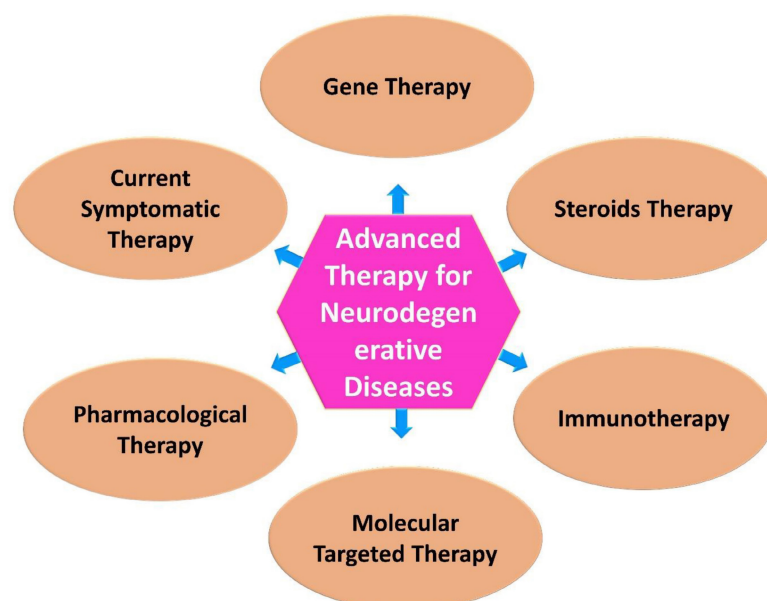 Gene Therapy
Current
Symptomatic
Therapy
Steroids Therapy
Advanced
Therapy for
Neurodegen
erative
Diseases
Pharmacological
Therapy
Immunotherapy
Molecular
Targeted Therapy